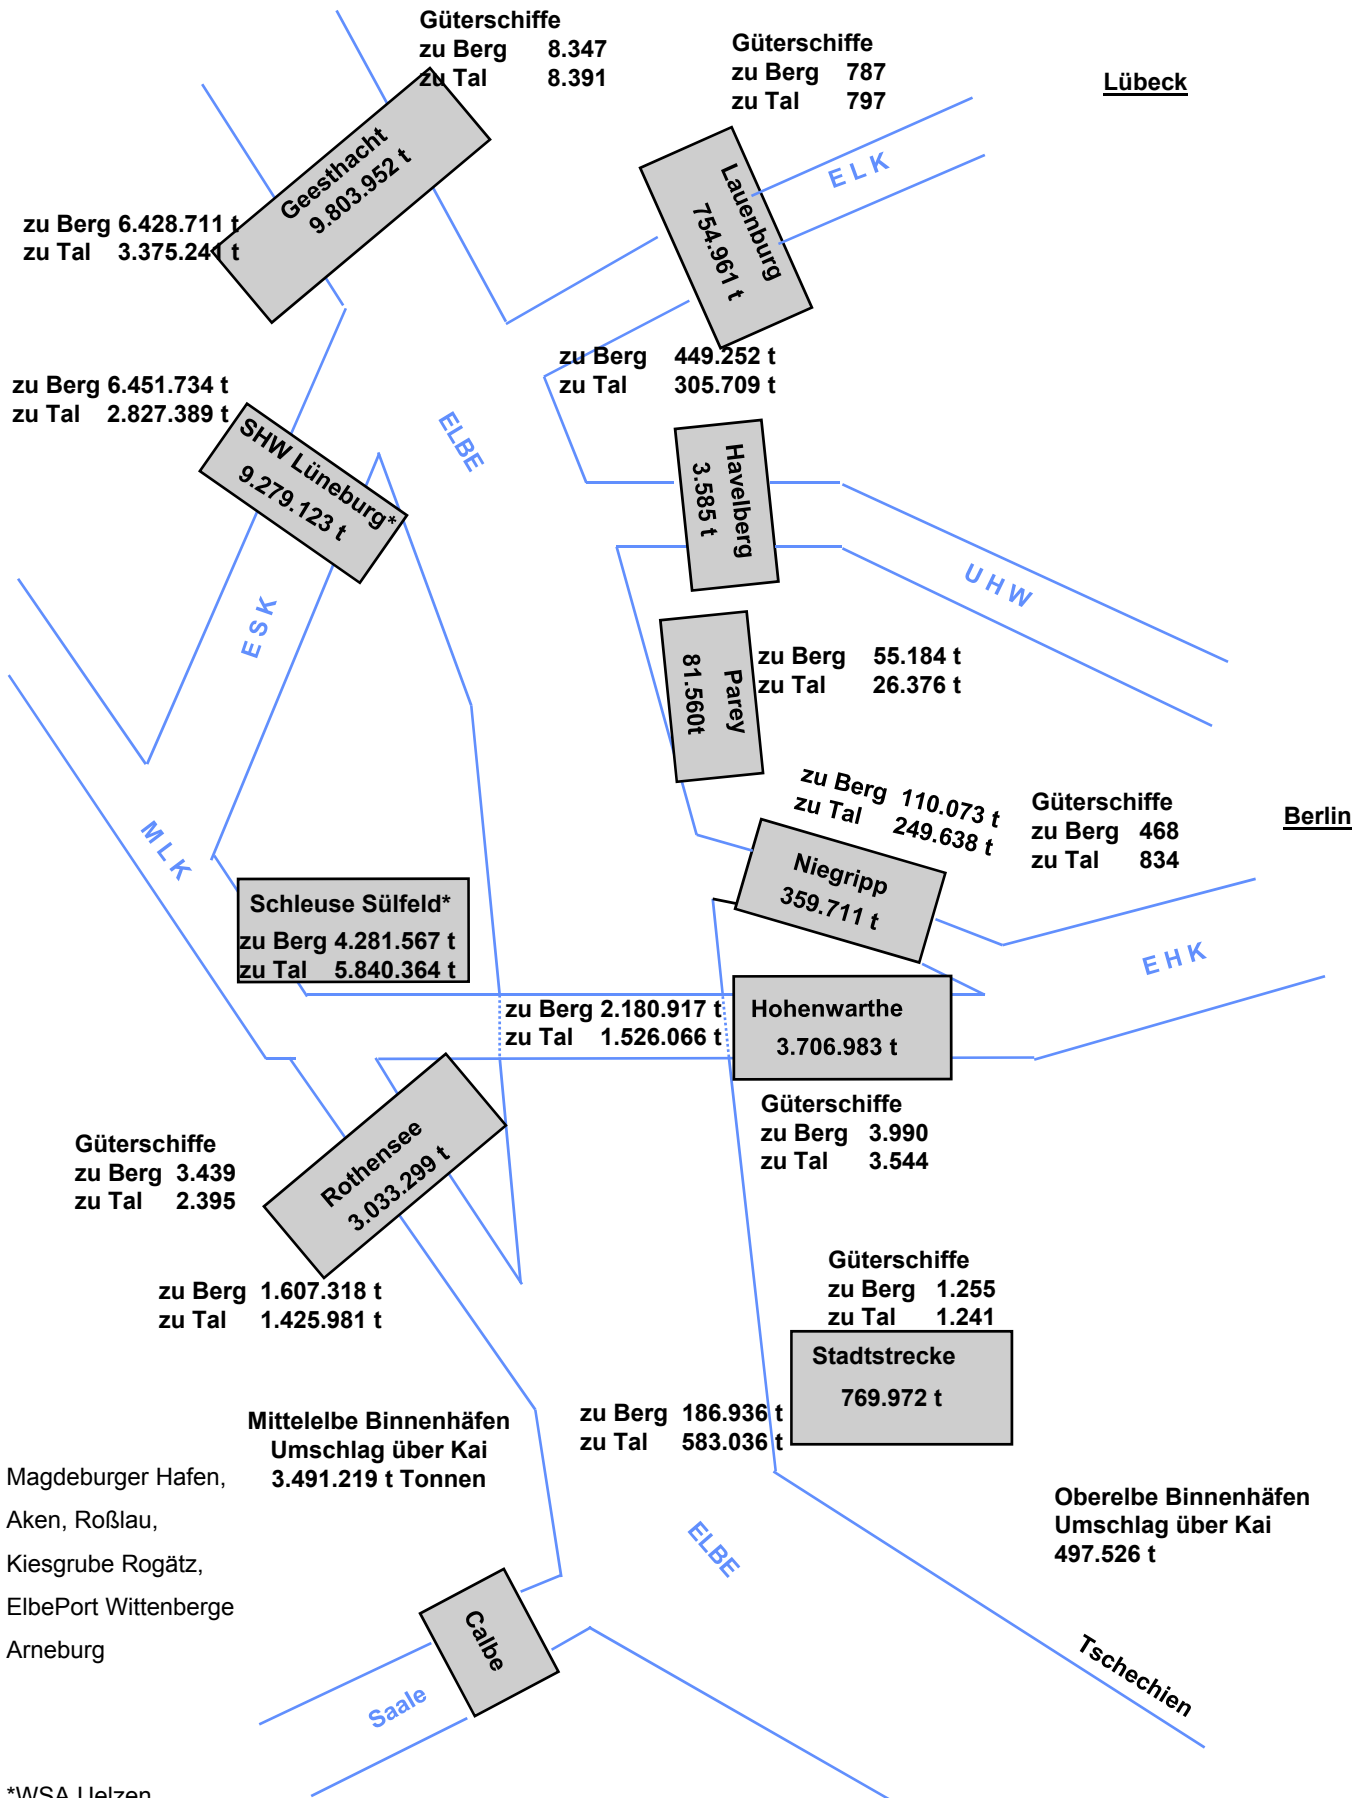 Güterschiffe
zu Berg 8.347
zu Tal 8.391
Güterschiffe
zu Berg 787
zu Tal 797
Lübeck
Geesthacht
9.803.952 t
zu Berg 6.428.711 t
zu Tal 3.375.241 t
Lauenburg
754.961 t
ELK
zu Berg 449.252 t
zu Tal 305.709 t
zu Berg 6.451.734 t
zu Tal 2.827.389 t
SHW Lüneburg*
9.279.123 t
ELBE
Havelberg
3.585 t
UHW
ESK
Parey
81.560t
zu Berg 55.184 t
zu Tal 26.376 t
zu Berg 110.073 t
zu Tal 249.638 t
Güterschiffe
zu Berg 468
zu Tal 834
Berlin
MLK
Niegripp
359.711 t
Schleuse Sülfeld*
zu Berg 4.281.567 t
zu Tal 5.840.364 t
EHK
zu Berg 2.180.917 t
zu Tal 1.526.066 t
Hohenwarthe
3.706.983 t
Güterschiffe
zu Berg 3.990
zu Tal 3.544
Güterschiffe
zu Berg 3.439
zu Tal 2.395
Rothensee
3.033.299 t
zu Berg 1.607.318 t
zu Tal 1.425.981 t
Güterschiffe
zu Berg 1.255
zu Tal 1.241
Stadtstrecke
769.972 t
zu Berg 186.936 t
zu Tal 583.036 t
Mittelelbe Binnenhäfen
Umschlag über Kai
3.491.219 t Tonnen
Magdeburger Hafen,
Aken, Roßlau,
Kiesgrube Rogätz,
ElbePort Wittenberge
Arneburg
Oberelbe Binnenhäfen
Umschlag über Kai
497.526 t
ELBE
Calbe
Saale
Tschechien
*WSA Uelzen